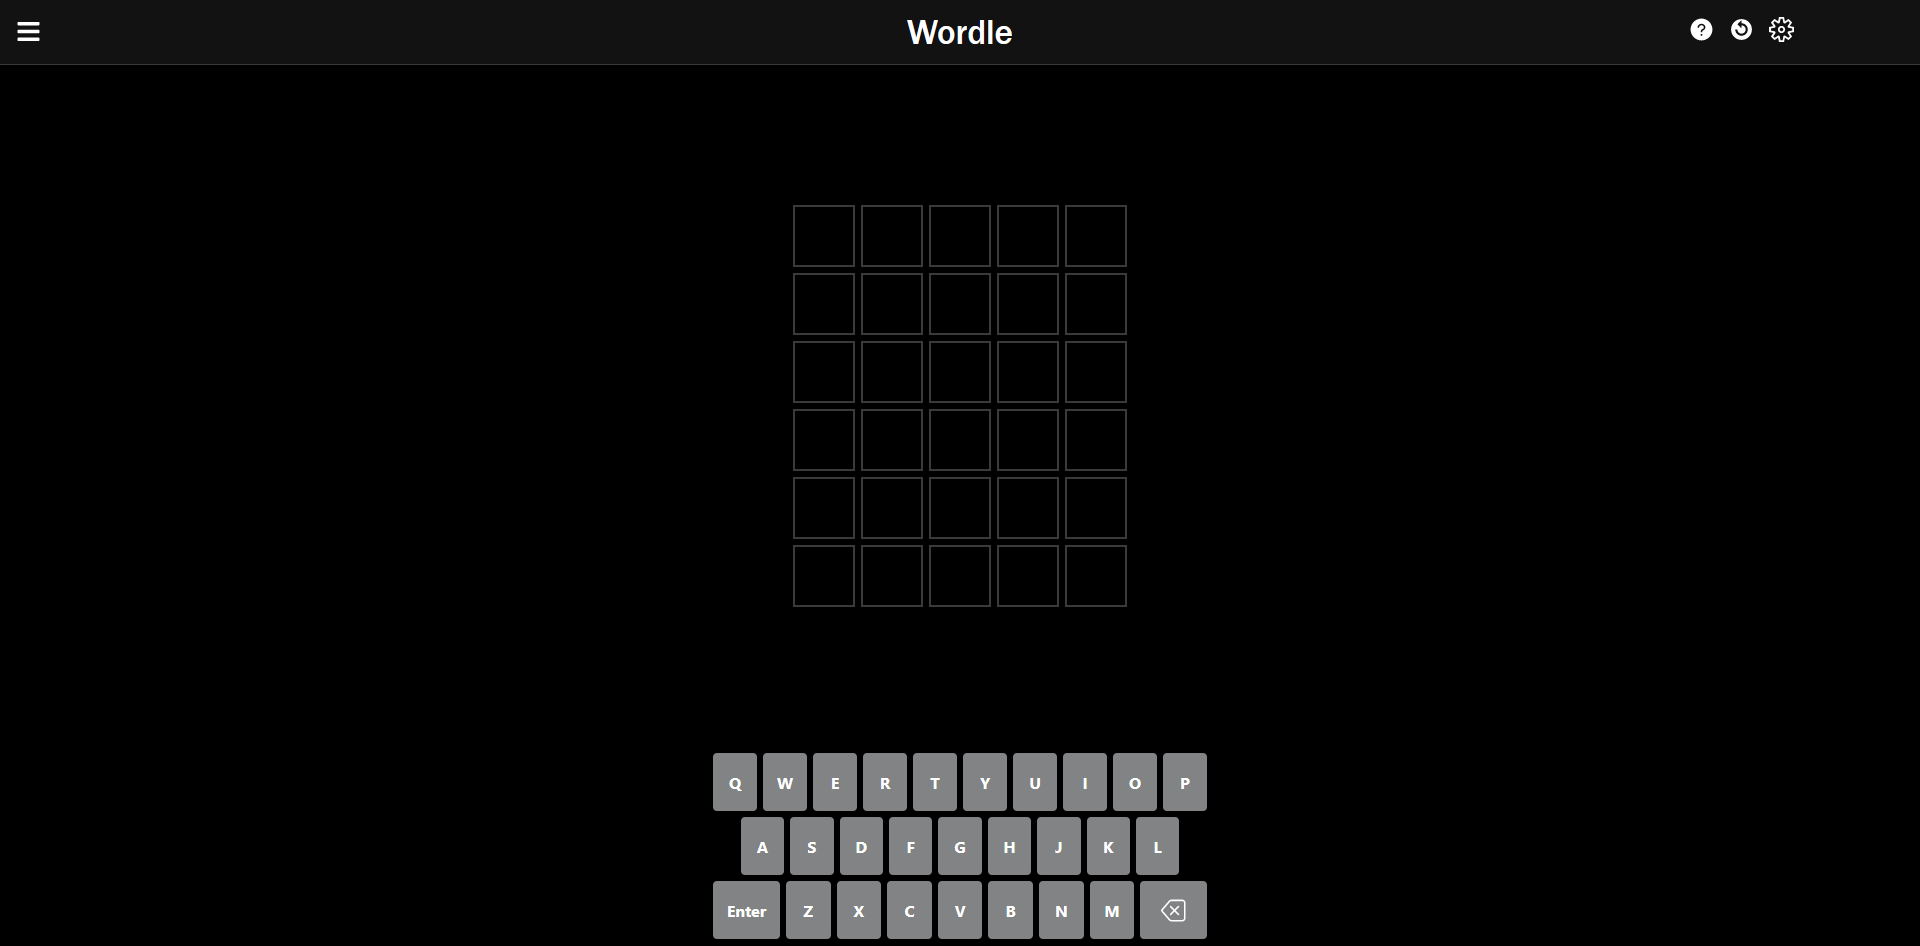 Wordle
?
Q W E R T Y U I O P
A S D F G H J K L
Enter Z X C V B N M